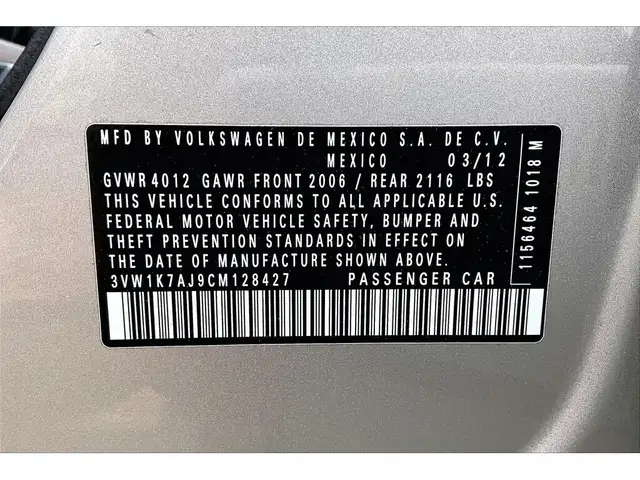 MFD BY VOLKSWAGEN DE MEXICO S.A. DE C.V.
MEXICO 03/12
GVWR 4012 GAWR FRONT 2006 / REAR 2116 LBS
THIS VEHICLE CONFORMS TO ALL APPLICABLE U.S.
FEDERAL MOTOR VEHICLE SAFETY, BUMPER AND
THEFT PREVENTION STANDARDS IN EFFECT ON
THE DATE OF MANUFACTURE SHOWN ABOVE.
3VW1K7AJ9CM128427 PASSENGER CAR
1156464 1018 M